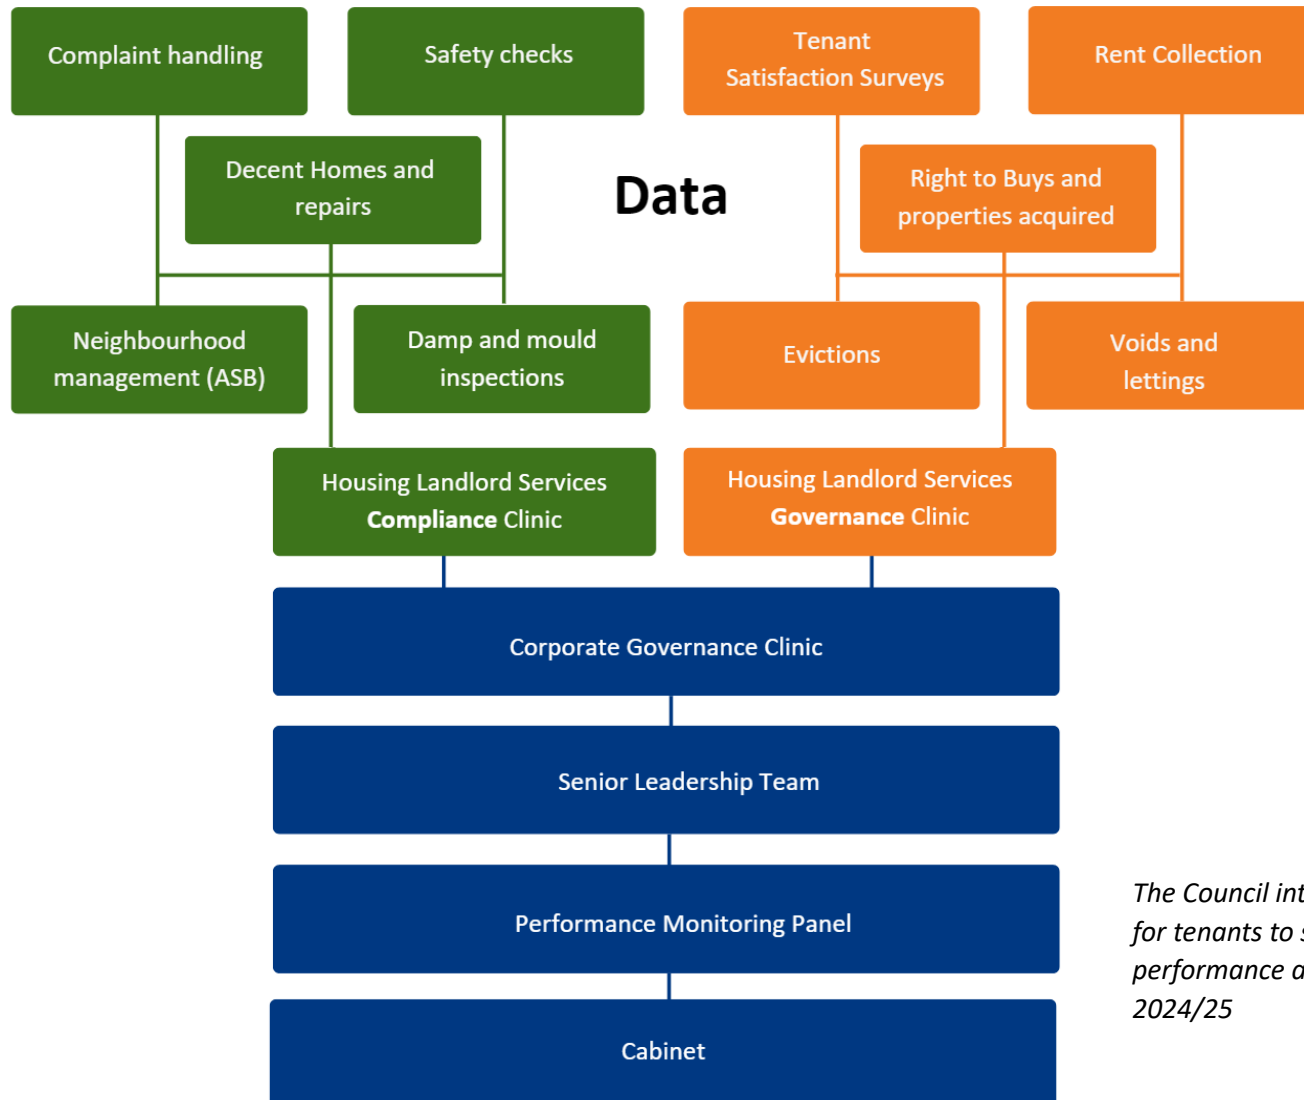 Complaint handling
Safety checks
Tenant
Satisfaction Surveys
Rent Collection
Decent Homes and
repairs
Data
Right to Buys and
properties acquired
Neighbourhood
management (ASB)
Damp and mould
inspections
Evictions
Voids and
lettings
Housing Landlord Services
Compliance Clinic
Housing Landlord Services
Governance Clinic
Corporate Governance Clinic
Senior Leadership Team
Performance Monitoring Panel
Cabinet
The Council
for tenants to
performance
2024/25